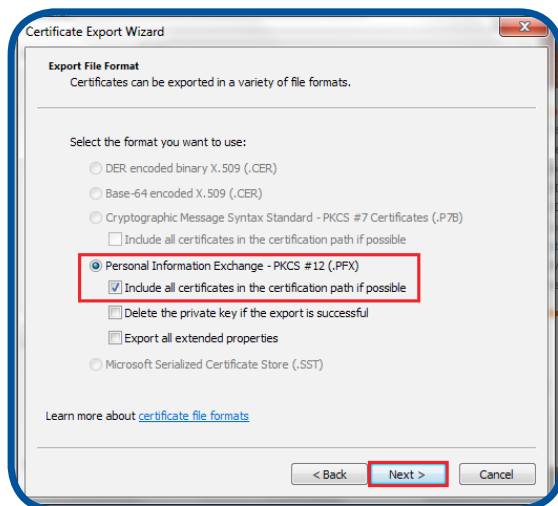 Certificate Export Wizard
X
Export File Format
Certificates can be exported in a variety of file formats.
Select the format you want to use:
DER encoded binary X.509 (.CER)
Base-64 encoded X.509 (.CER)
Cryptographic Message Syntax Standard - PKCS #7 Certificates (.P7B)
Include all certificates in the certification path if possible
Personal Information Exchange - PKCS #12 (.PFX)
Include all certificates in the certification path if possible
Delete the private key if the export is successful
Export all extended properties
Microsoft Serialized Certificate Store (.SST)
Learn more about certificate file formats
< Back Next > Cancel